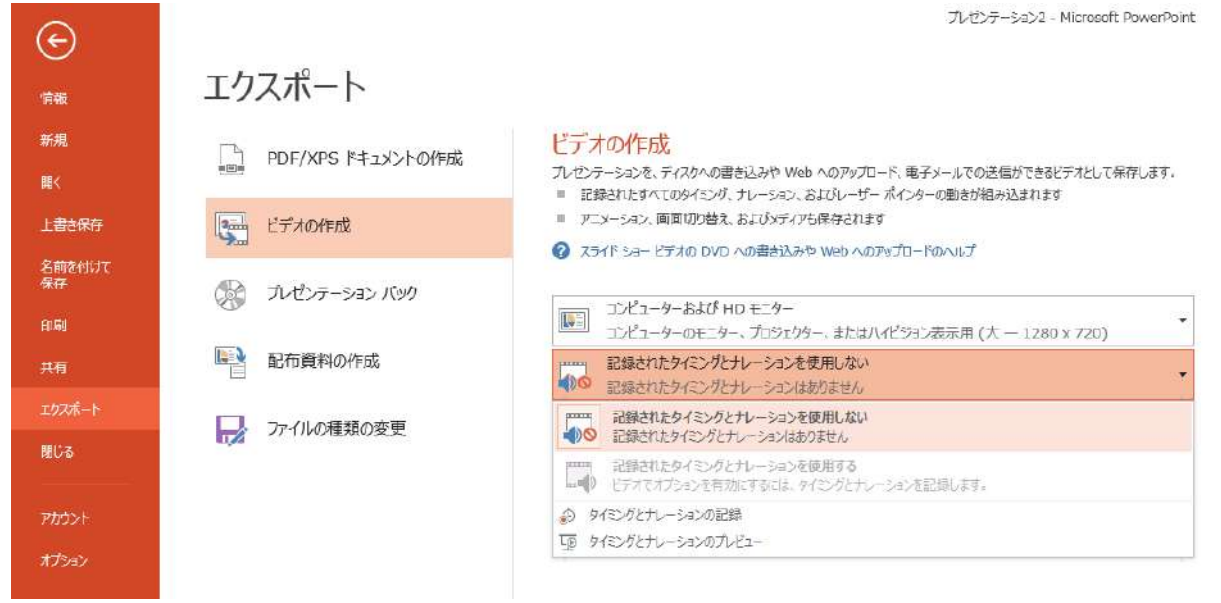 プレゼンテーション2 - Microsoft PowerPoint
情報
新規
開く
上書き保存
名前を付けて
保存
印刷
共有
エクスポート
閉じる
アカウント
オプション
エクスポート
PDF/XPS ドキュメントの作成
ビデオの作成
プレゼンテーション パック
配布資料の作成
ファイルの種類の変更
ビデオの作成
プレゼンテーションを、ディスクへの書き込みや Web へのアップロード、電子メールでの送信ができるビデオとして保存します。
記録されたすべてのタイミング、ナレーション、およびレーザー ポインターの動きが組み込まれます
アニメーション、画面切り替え、およびメディアも保存されます
スライド ショー ビデオの DVD への書き込みや Web へのアップロードのヘルプ
コンピューターおよび HD モニター
コンピューターのモニター、プロジェクター、またはハイビジョン表示用 (大 — 1280 x 720)
記録されたタイミングとナレーションを使用しない
記録されたタイミングとナレーションはありません
記録されたタイミングとナレーションを使用しない
記録されたタイミングとナレーションはありません
記録されたタイミングとナレーションを使用する
ビデオでオプションを有効にするには、タイミングとナレーションを記録します。
タイミングとナレーションの記録
タイミングとナレーションのプレビュー